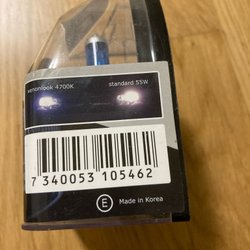 xenonlook 4700K
standard 55W
7 340053 105462
E
Made in Korea